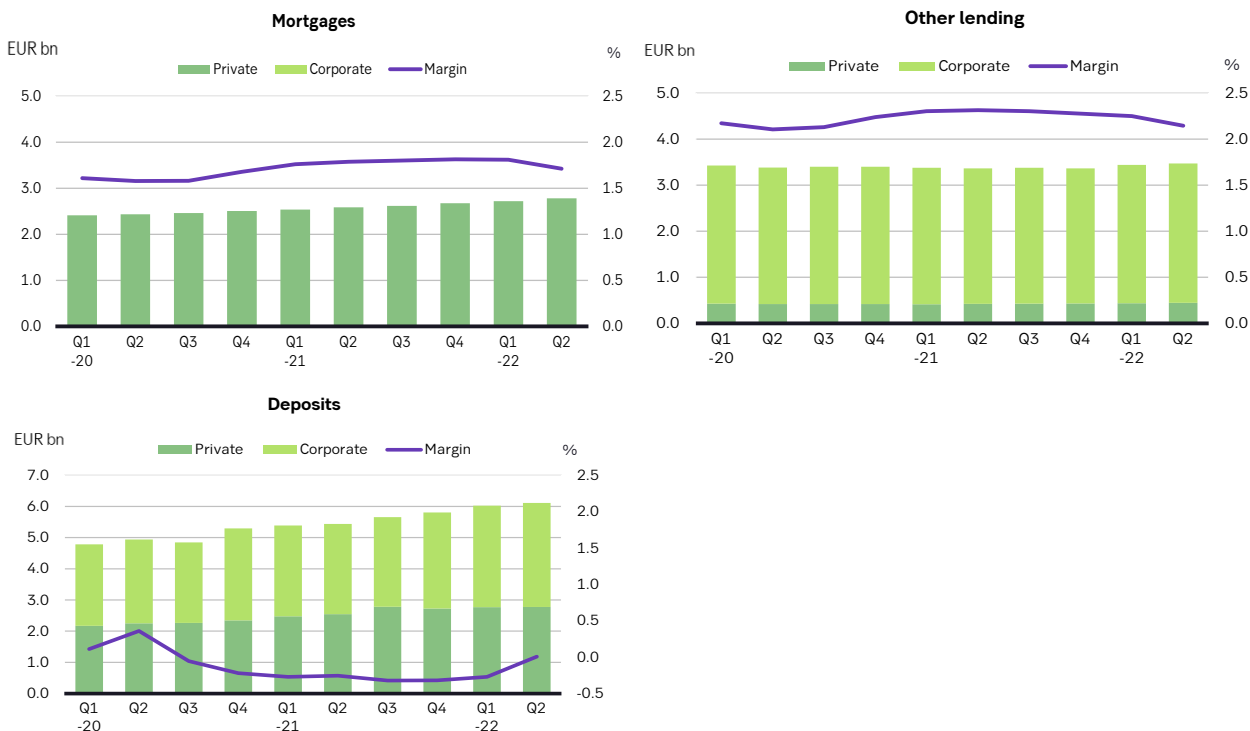 Mortgages
EUR bn
%
Private Corporate Margin
5.0 2.5
4.0 2.0
3.0 1.5
2.0 1.0
1.0 0.5
0.0 0.0
Q1 Q2 Q3 Q4 Q1 Q2 Q3 Q4 Q1 Q2
-20 -21 -22
Other lending
EUR bn
%
Private Corporate Margin
5.0 2.5
4.0 2.0
3.0 1.5
2.0 1.0
1.0 0.5
0.0 0.0
Q1 Q2 Q3 Q4 Q1 Q2 Q3 Q4 Q1 Q2
-20 -21 -22
Deposits
EUR bn
%
Private Corporate Margin
7.0 2.5
6.0 2.0
5.0 1.5
4.0 1.0
3.0 0.5
2.0 0.0
1.0 -0.5
0.0
Q1 Q2 Q3 Q4 Q1 Q2 Q3 Q4 Q1 Q2
-20 -21 -22